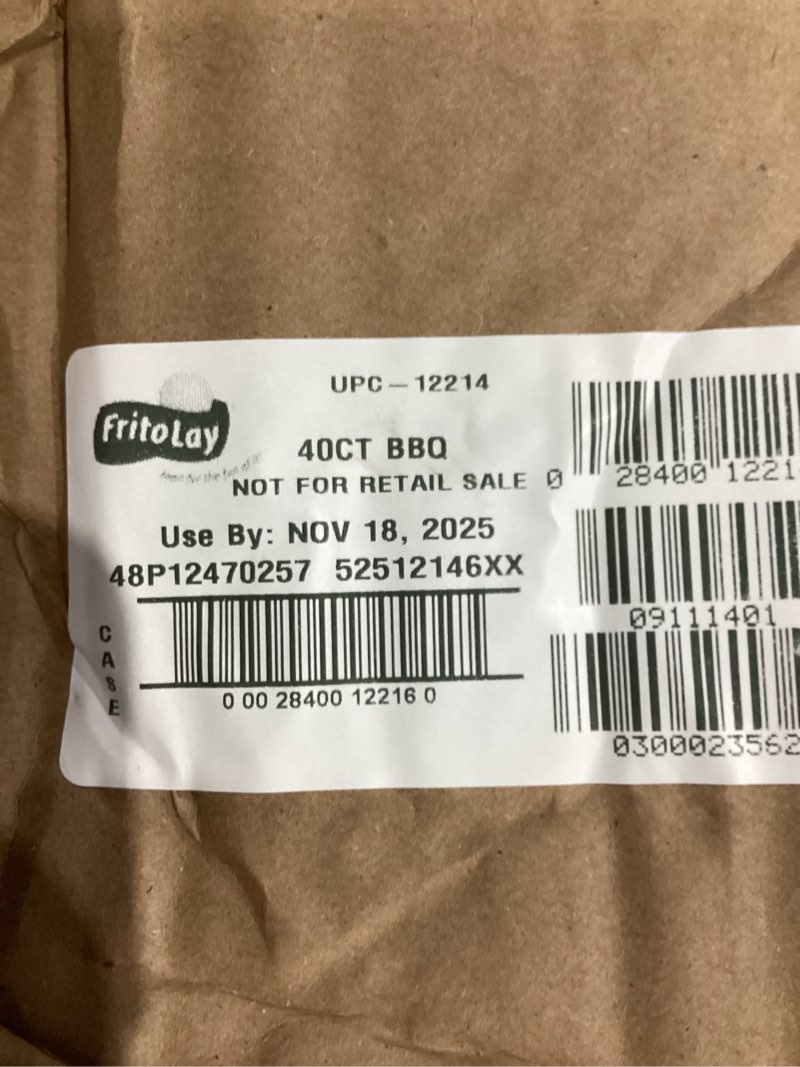 UPC – 12214
FritoLay
40CT BBQ
NOT FOR RETAIL SALE
0 28400 1221
Use By: NOV 18, 2025
48P12470257 52512146XX
09111401
CASE
0 00 28400 12216 0
0300023562